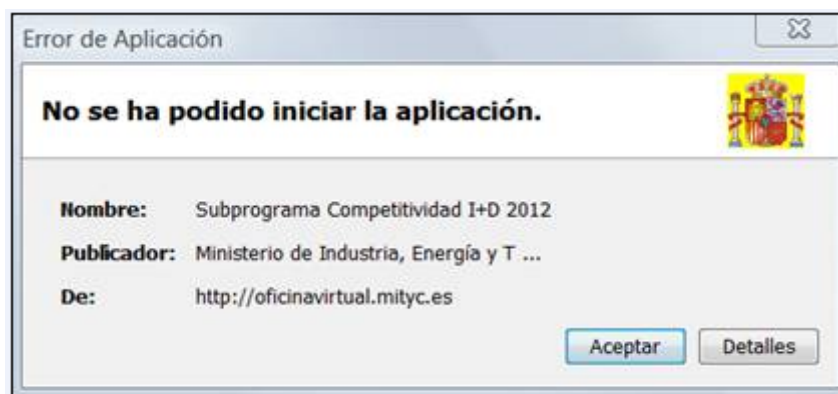 Error de Aplicación
No se ha podido iniciar la aplicación.
Nombre: Subprograma Competitividad I+D 2012
Publicador: Ministerio de Industria, Energía y T ...
De: http://oficinavirtual.mityc.es
Aceptar Detalles